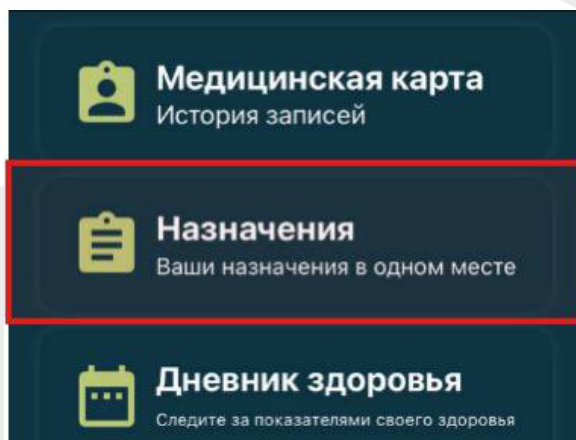 Медицинская карта
История записей
Назначения
Ваши назначения в одном месте
Дневник здоровья
Следите за показателями своего здоровья